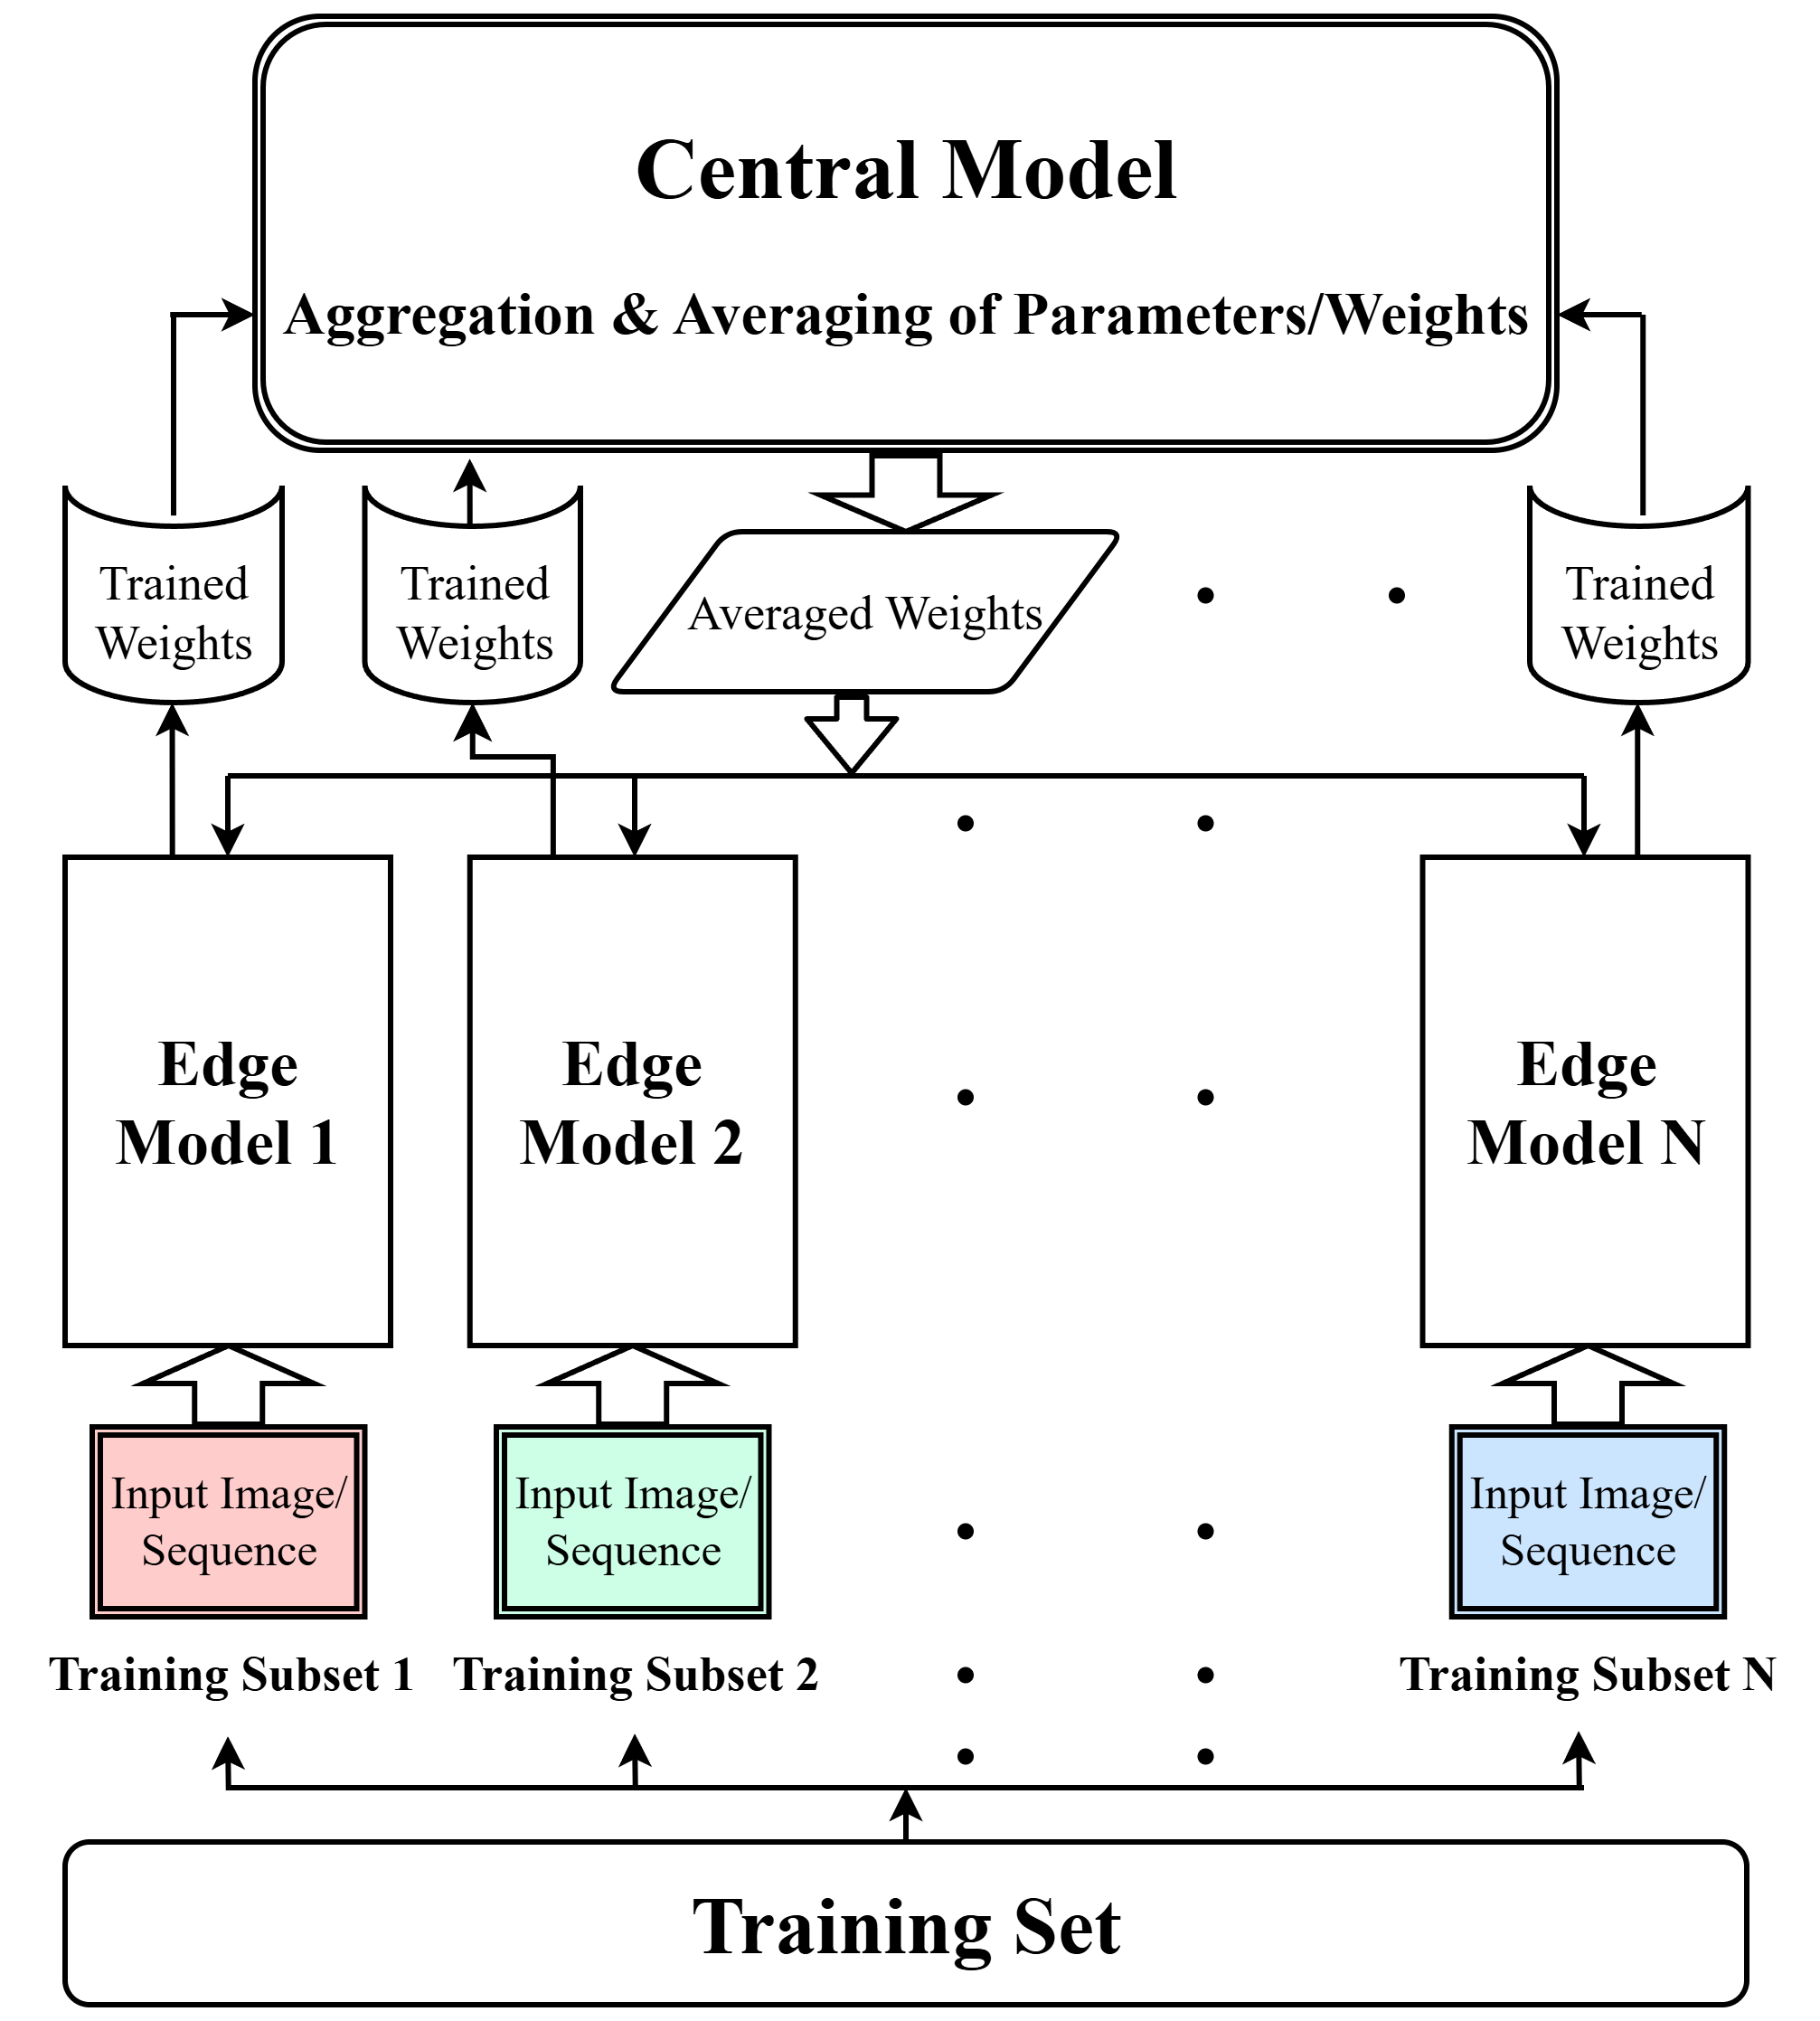 Central Model
Aggregation & Averaging of Parameters/Weights
Trained
Weights
Trained
Weights
Averaged Weights
Trained
Weights
Edge
Model 1
Edge
Model 2
Edge
Model N
Input Image/
Sequence
Input Image/
Sequence
Input Image/
Sequence
Training Subset 1
Training Subset 2
Training Subset N
Training Set